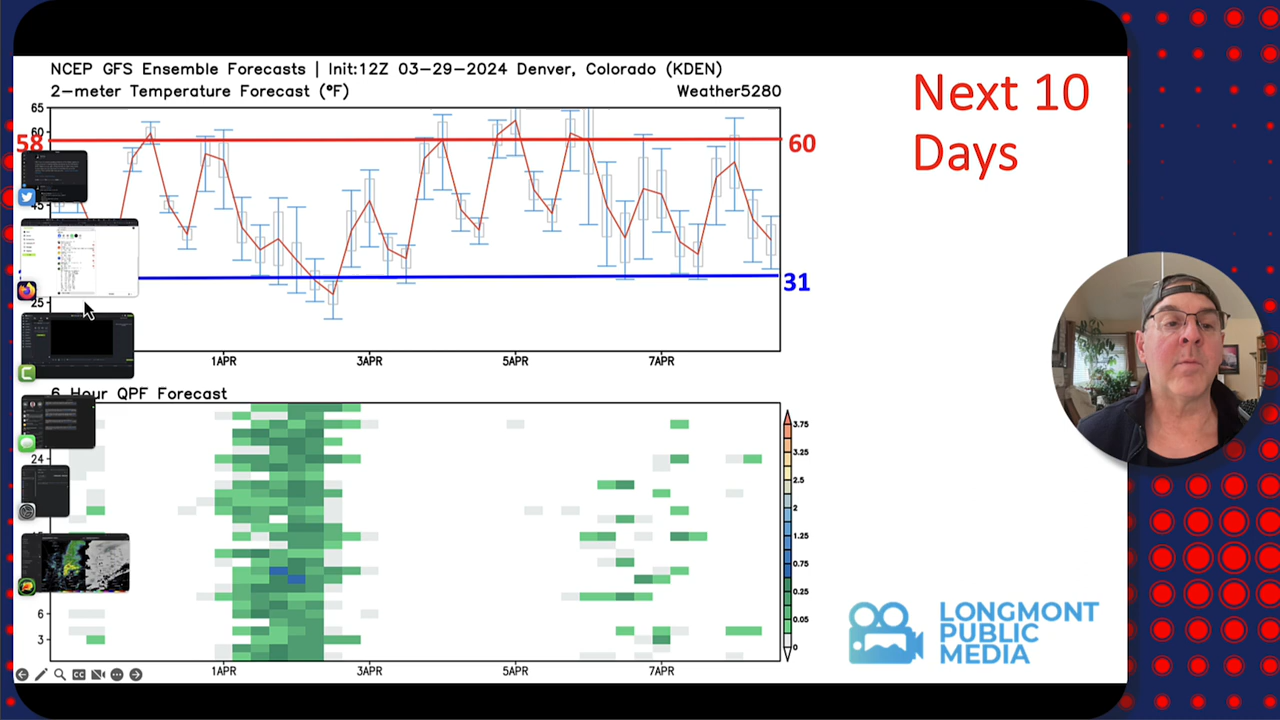 NCEP GFS Ensemble Forecasts | Init:12Z 03-29-2024 Denver, Colorado (KDEN)
2-meter Temperature Forecast (°F)
Weather5280
Next 10
Days
65
60
58
60
45
31
25
1APR
3APR
5APR
7APR
6 Hour QPF Forecast
3.75
3.25
2.5
2
1.25
0.75
0.25
0.05
0
24
6
3
1APR
3APR
5APR
7APR
CC
LONGMONT
PUBLIC
MEDIA